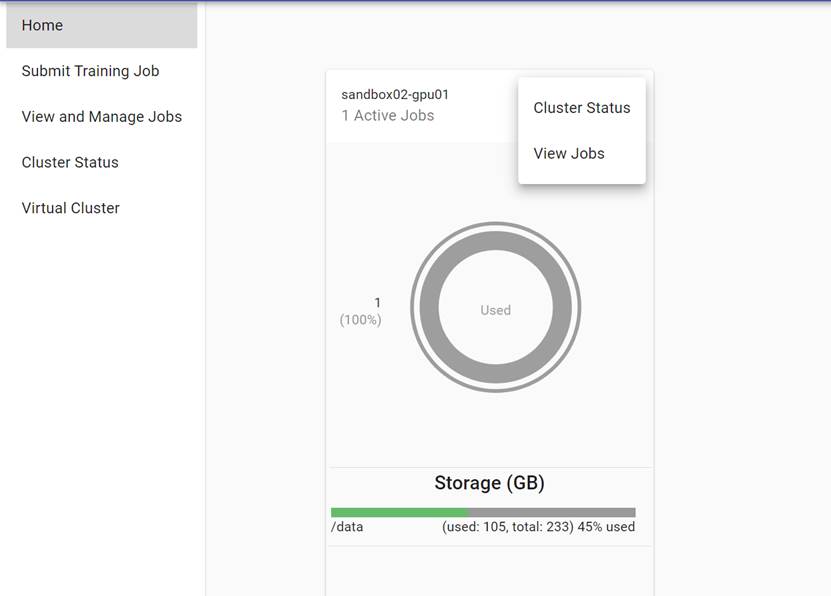 Home
Submit Training Job
View and Manage Jobs
Cluster Status
Virtual Cluster
sandbox02-gpu01
1 Active Jobs
Cluster Status
View Jobs
1
(100%)
Used
Storage (GB)
/data (used: 105, total: 233) 45% used